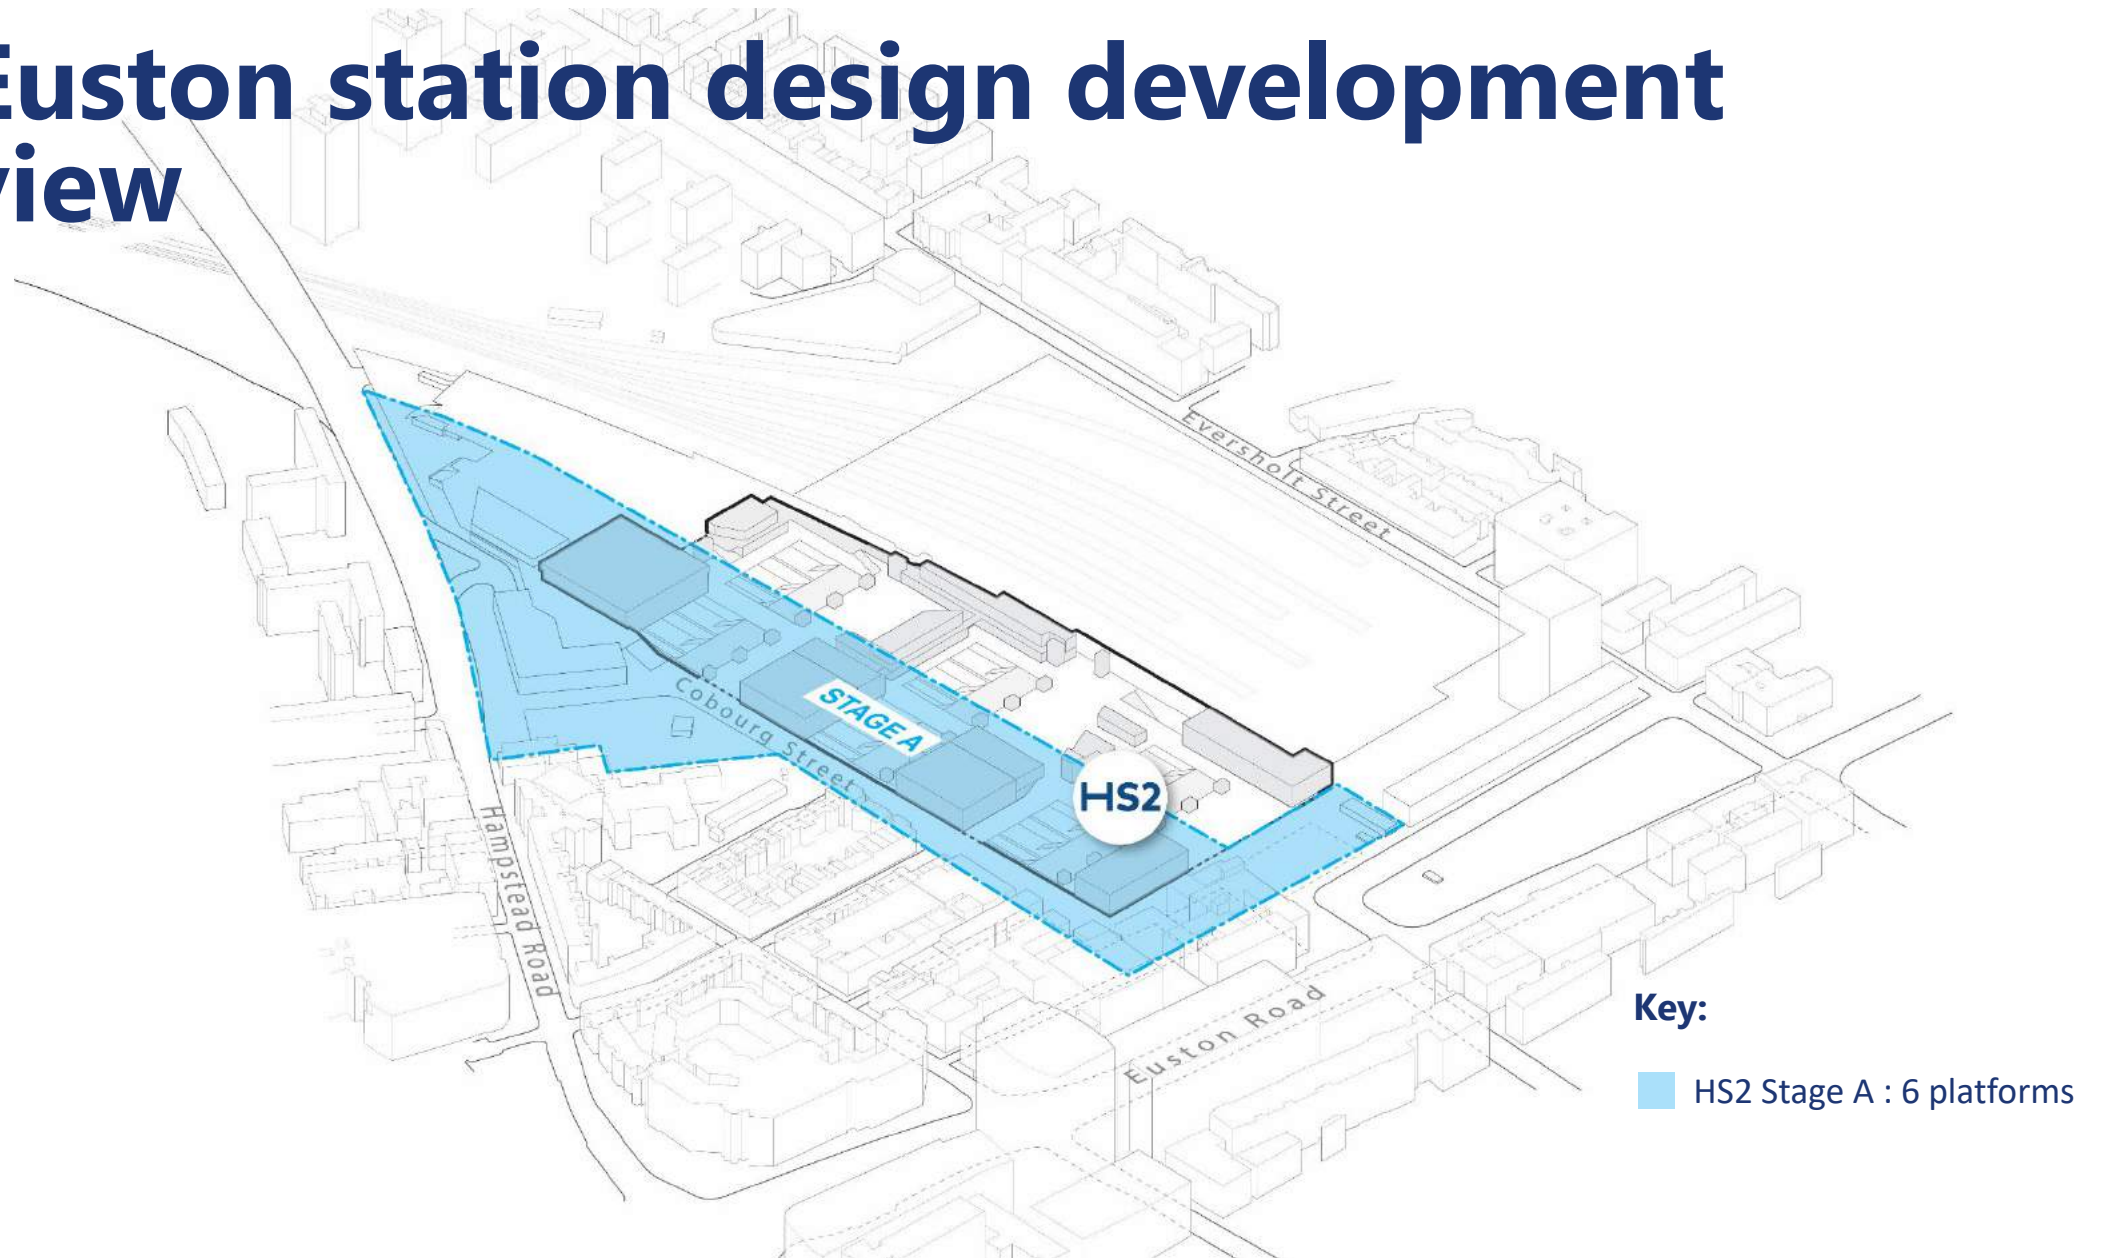 Euston station design development
view
Eversholt Street
Cobourg Street
STAGE A
HS2
Hampstead Road
Euston Road
Key:
HS2 Stage A : 6 platforms